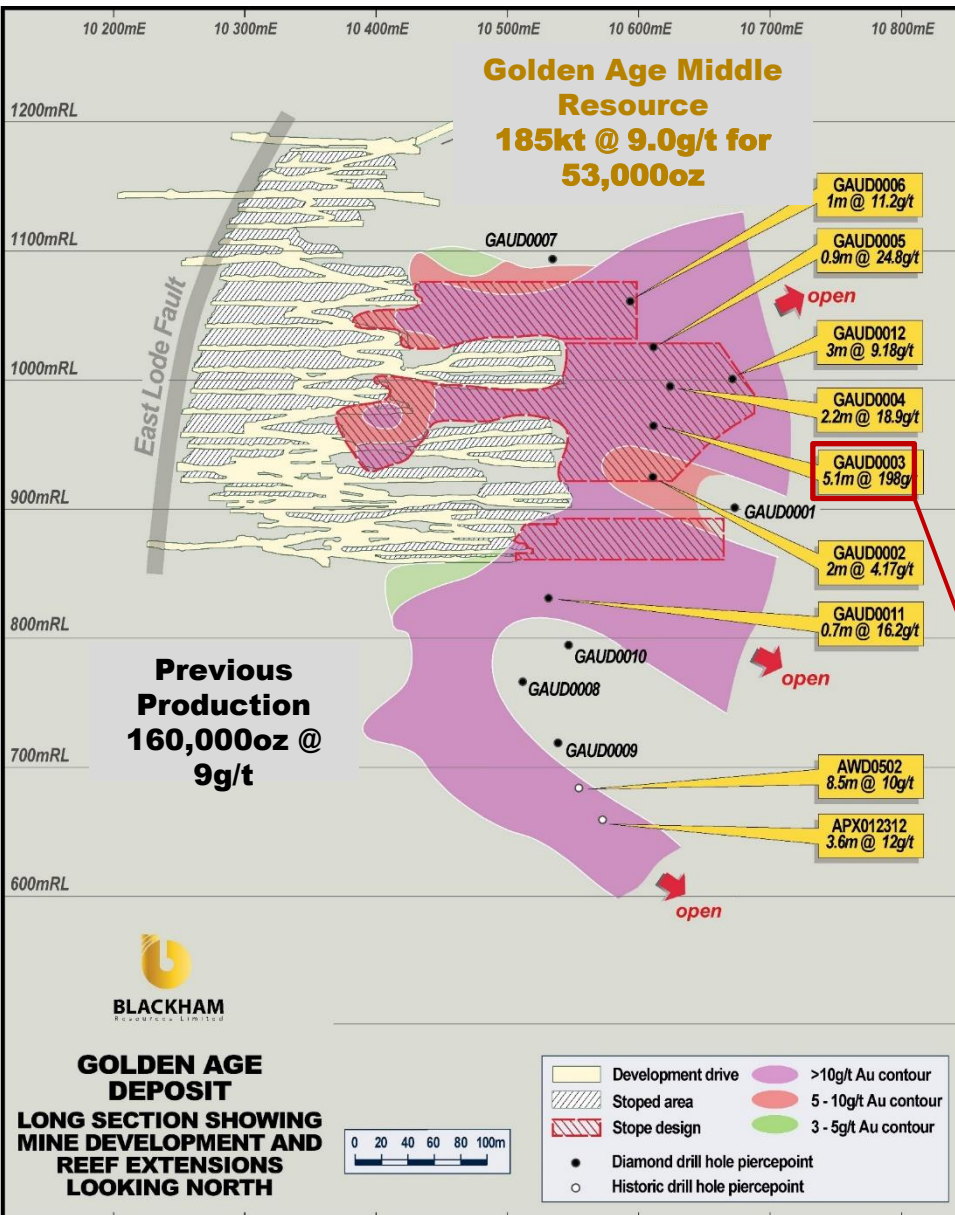 10 200mE
10 300mE
10 400mE
10 500mE
10 600mE
10 700mE
10 800mE
Golden Age Middle
Resource
185kt @ 9.0g/t for
53,000oz
1200mRL
1100mRL
1000mRL
900mRL
800mRL
700mRL
600mRL
East Lode Fault
GAUD0007
GAUD0006
1m @ 11.2g/t
GAUD0005
0.9m @ 24.8g/t
open
GAUD0012
3m @ 9.18g/t
GAUD0004
2.2m @ 18.9g/t
GAUD0003
5.1m @ 198g/t
GAUD0001
GAUD0002
2m @ 4.17g/t
GAUD0011
0.7m @ 16.2g/t
GAUD0010
GAUD0008
open
GAUD0009
Previous
Production
160,000oz @
9g/t
AWD0502
8.5m @ 10g/t
APX012312
3.6m @ 12g/t
open
BLACKHAM
Resources Limited
GOLDEN AGE
DEPOSIT
LONG SECTION SHOWING
MINE DEVELOPMENT AND
REEF EXTENSIONS
LOOKING NORTH
0 20 40 60 80 100m
Development drive
Stoped area
Stope design
>10g/t Au contour
5 - 10g/t Au contour
3 - 5g/t Au contour
Diamond drill hole piercepoint
Historic drill hole piercepoint